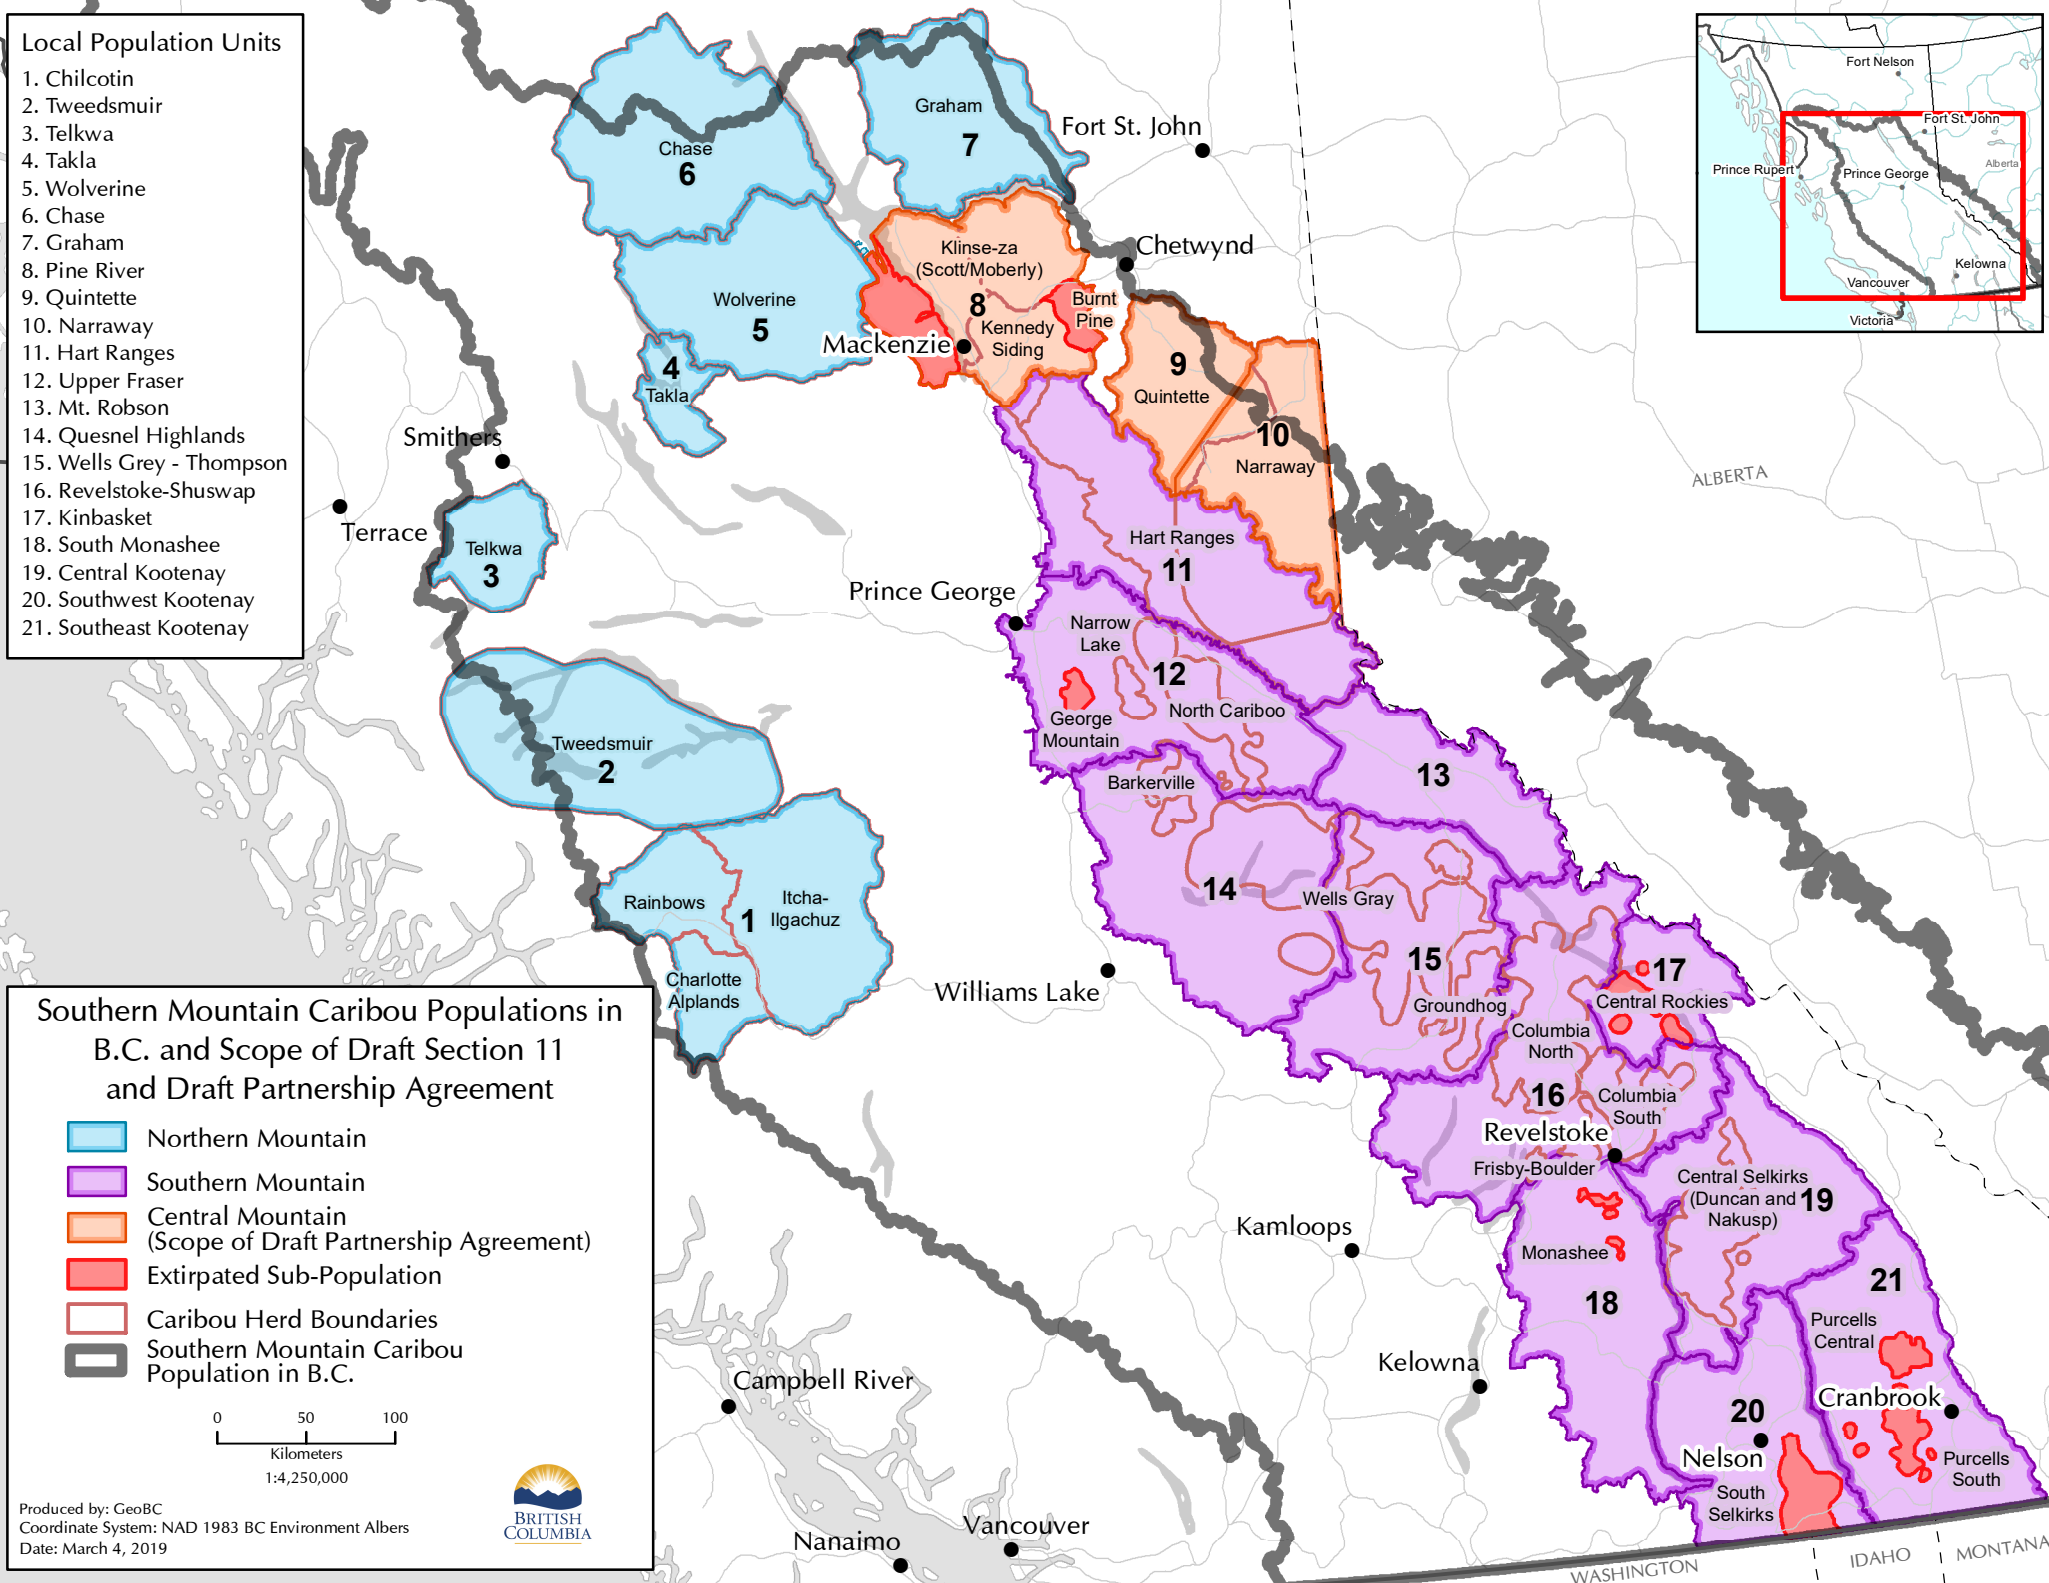 Local Population Units
1. Chilcotin
2. Tweedsmuir
3. Telkwa
4. Takla
5. Wolverine
6. Chase
7. Graham
8. Pine River
9. Quintette
10. Narraway
11. Hart Ranges
12. Upper Fraser
13. Mt. Robson
14. Quesnel Highlands
15. Wells Grey - Thompson
16. Revelstoke-Shuswap
17. Kinbasket
18. South Monashee
19. Central Kootenay
20. Southwest Kootenay
21. Southeast Kootenay
Fort Nelson
Fort St. John
Prince Rupert
Prince George
Alberta
Kelowna
Vancouver
Victoria
Graham
7
Fort St. John
Chase
6
Klinse-za
(Scott/Moberly)
Chetwynd
Wolverine
5
8
Burnt
Pine
Kennedy
Siding
Mackenzie
4
Takla
9
Quintette
10
Narraway
Smithers
ALBERTA
Terrace
Telkwa
3
Hart Ranges
11
Prince George
Narrow
Lake
12
North Cariboo
George
Mountain
Tweedsmuir
2
Barkerville
13
14
Wells Gray
Rainbows
1
Itcha-
Ilgachuz
Charlotte
Alplands
Williams Lake
15
Groundhog
17
Central Rockies
Columbia
North
16
Columbia
South
Revelstoke
Frisby-Boulder
Central Selkirks
(Duncan and
Nakusp)
19
Kamloops
Monashee
18
21
Purcells
Central
Kelowna
Cranbrook
20
Nelson
Purcells
South
South
Selkirks
Campbell River
Nanaimo
Vancouver
WASHINGTON
IDAHO
MONTANA
Southern Mountain Caribou Populations in
B.C. and Scope of Draft Section 11
and Draft Partnership Agreement
Northern Mountain
Southern Mountain
Central Mountain
(Scope of Draft Partnership Agreement)
Extirpated Sub-Population
Caribou Herd Boundaries
Southern Mountain Caribou
Population in B.C.
0 50 100
Kilometers
1:4,250,000
Produced by: GeoBC
Coordinate System: NAD 1983 BC Environment Albers
Date: March 4, 2019
BRITISH
COLUMBIA